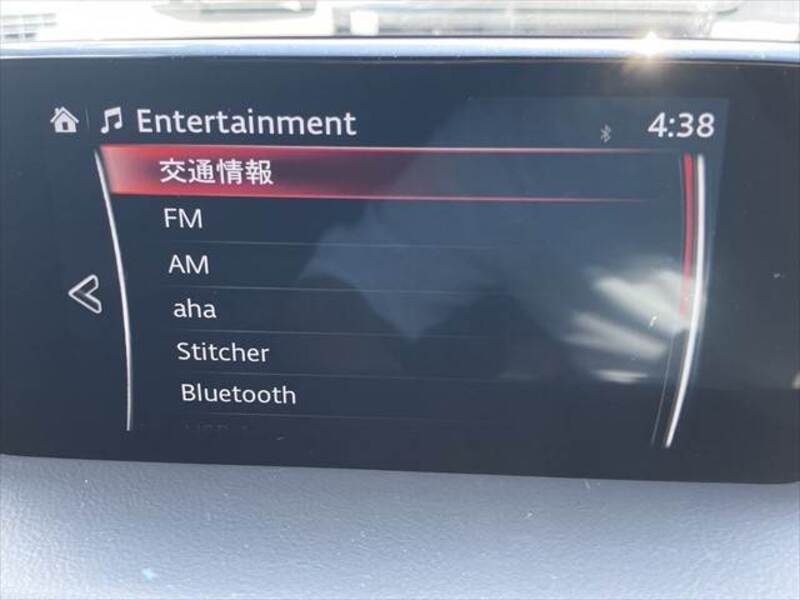 Entertainment 4:38
交通情報
FM
AM
aha
Stitcher
Bluetooth